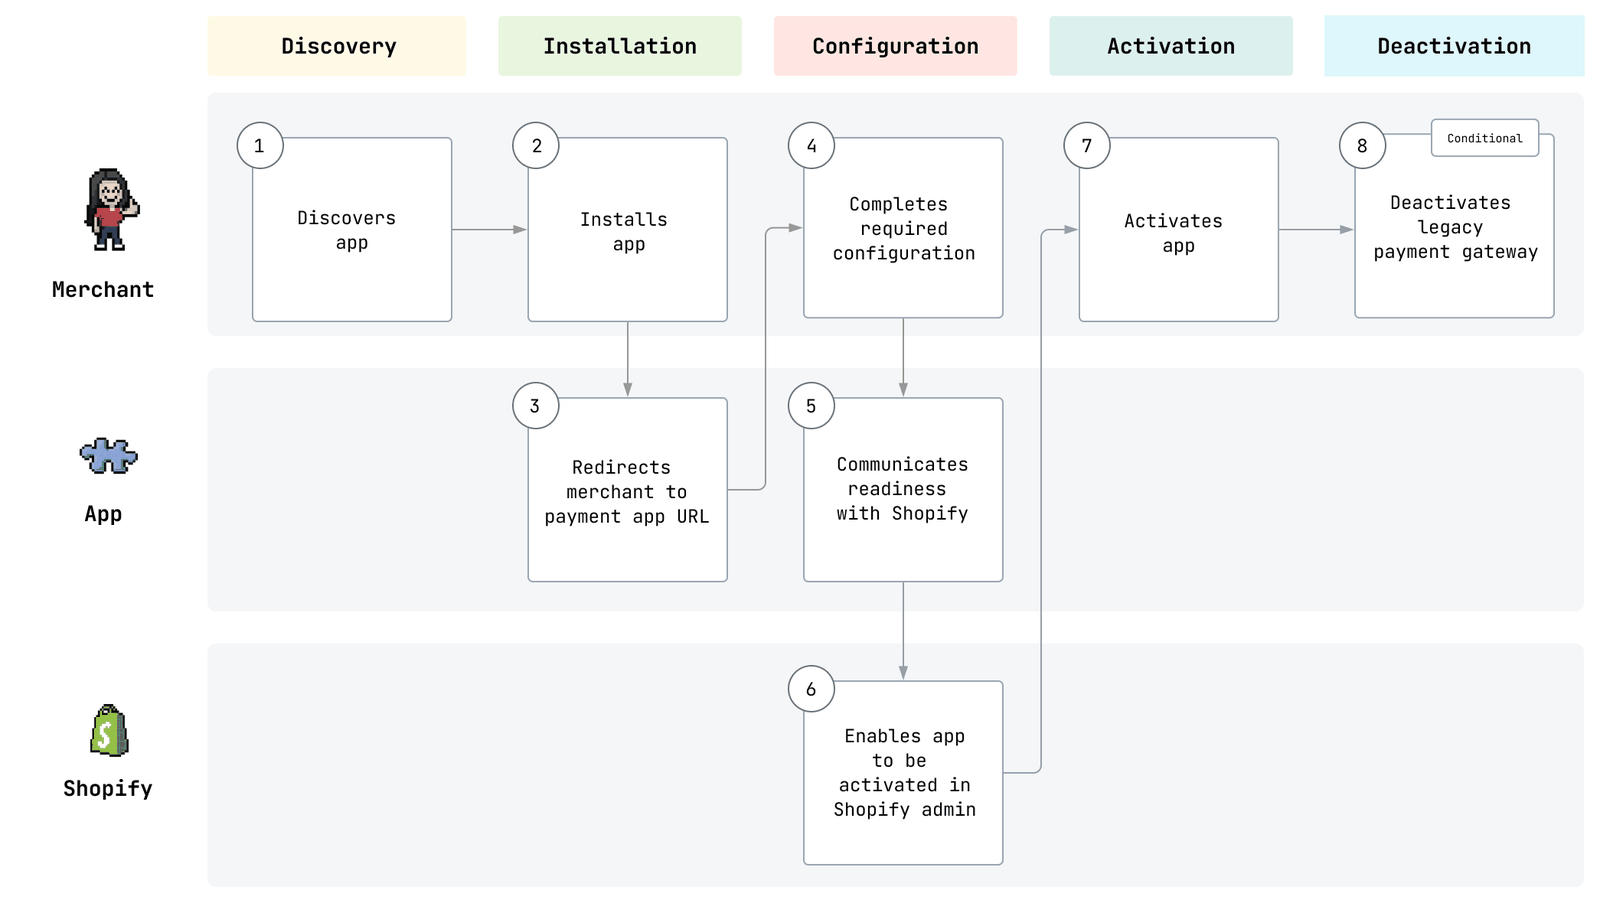 Discovery
Installation
Configuration
Activation
Deactivation
Merchant
1
Discovers
app
2
Installs
app
4
Completes
required
configuration
7
Activates
app
8
Conditional
Deactivates
legacy
payment gateway
App
3
Redirects
merchant to
payment app URL
5
Communicates
readiness
with Shopify
Shopify
6
Enables app
to be
activated in
Shopify admin